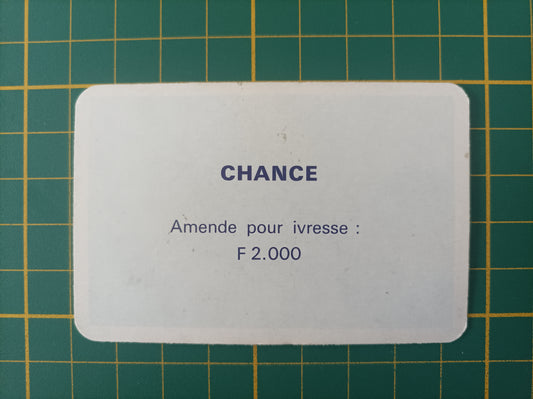 CHANCE
Amende pour ivresse :
F 2.000